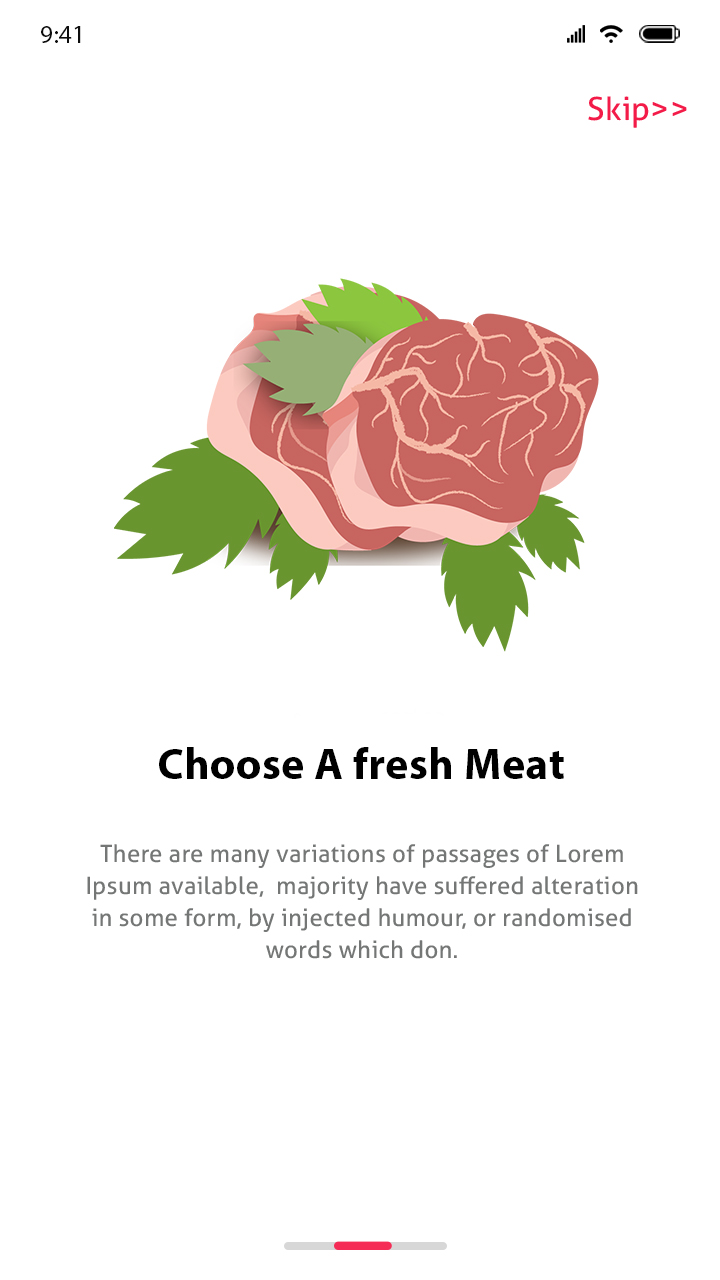 9:41
Skip>>
Choose A fresh Meat
There are many variations of passages of Lorem
Ipsum available,  majority have suffered alteration
in some form, by injected humour, or randomised
words which don.